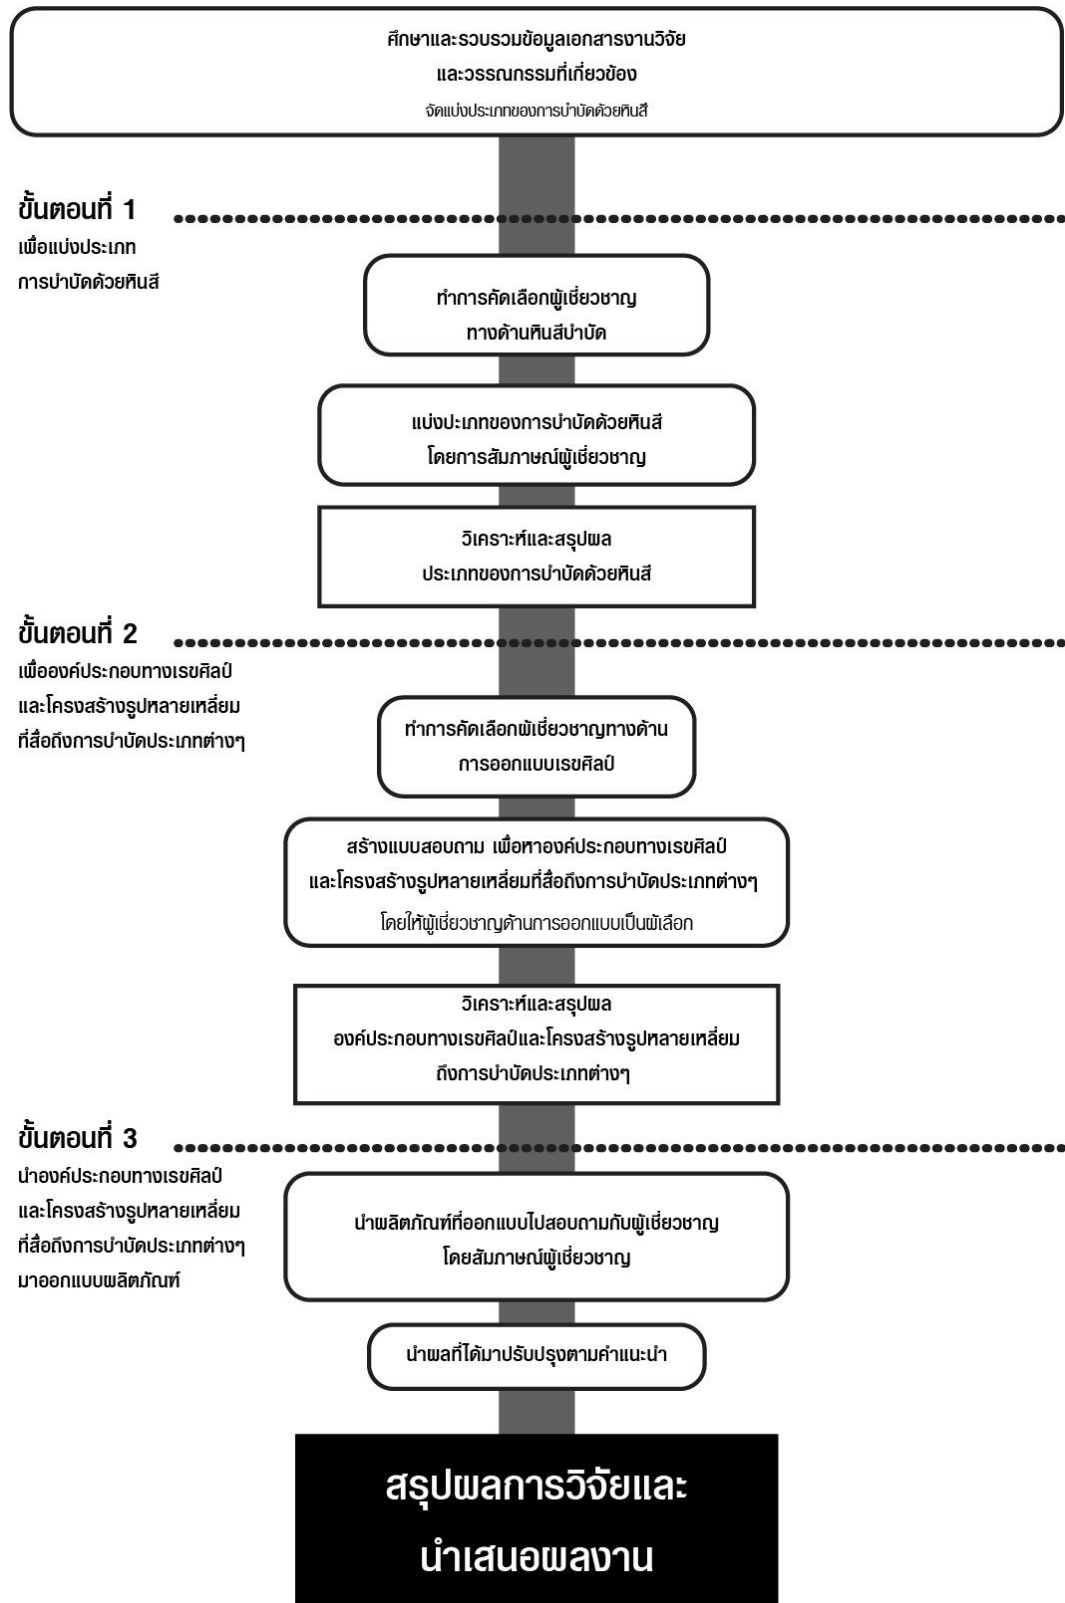 ศึกษาและรวบรวมข้อมูลเอกสารงานวิจัย
และวรรณกรรมที่เกี่ยวข้อง
จัดแบ่งประเภทของการบำบัดด้วยหินสี
ขั้นตอนที่ 1
เพื่อแบ่งประเภท
การบำบัดด้วยหินสี
ทำการคัดเลือกผู้เชี่ยวชาญ
ทางด้านหินสีบำบัด
แบ่งปะเภทของการบำบัดด้วยหินสี
โดยการสัมภาษณ์ผู้เชี่ยวชาญ
วิเคราะห์และสรุปผล
ประเภทของการบำบัดด้วยหินสี
ขั้นตอนที่ 2
เพื่อองค์ประกอบทางเรขศิลป์
และโครงสร้างรูปหลายเหลี่ยม
ที่สื่อถึงการบำบัดประเภทต่างๆ
ทำการคัดเลือกผู้เชี่ยวชาญทางด้าน
การออกแบบเรขศิลป์
สร้างแบบสอบถาม เพื่อหาองค์ประกอบทางเรขศิลป์
และโครงสร้างรูปหลายเหลี่ยมที่สื่อถึงการบำบัดประเภทต่างๆ
โดยให้ผู้เชี่ยวชาญด้านการออกแบบเป็นผู้เลือก
วิเคราะห์และสรุปผล
องค์ประกอบทางเรขศิลป์และโครงสร้างรูปหลายเหลี่ยม
ถึงการบำบัดประเภทต่างๆ
ขั้นตอนที่ 3
นำองค์ประกอบทางเรขศิลป์
และโครงสร้างรูปหลายเหลี่ยม
ที่สื่อถึงการบำบัดประเภทต่างๆ
มาออกแบบผลิตภัณฑ์
นำผลิตภัณฑ์ที่ออกแบบไปสอบถามกับผู้เชี่ยวชาญ
โดยสัมภาษณ์ผู้เชี่ยวชาญ
นำผลที่ได้มาปรับปรุงตามคำแนะนำ
สรุปผลการวิจัยและ
นำเสนอผลงาน